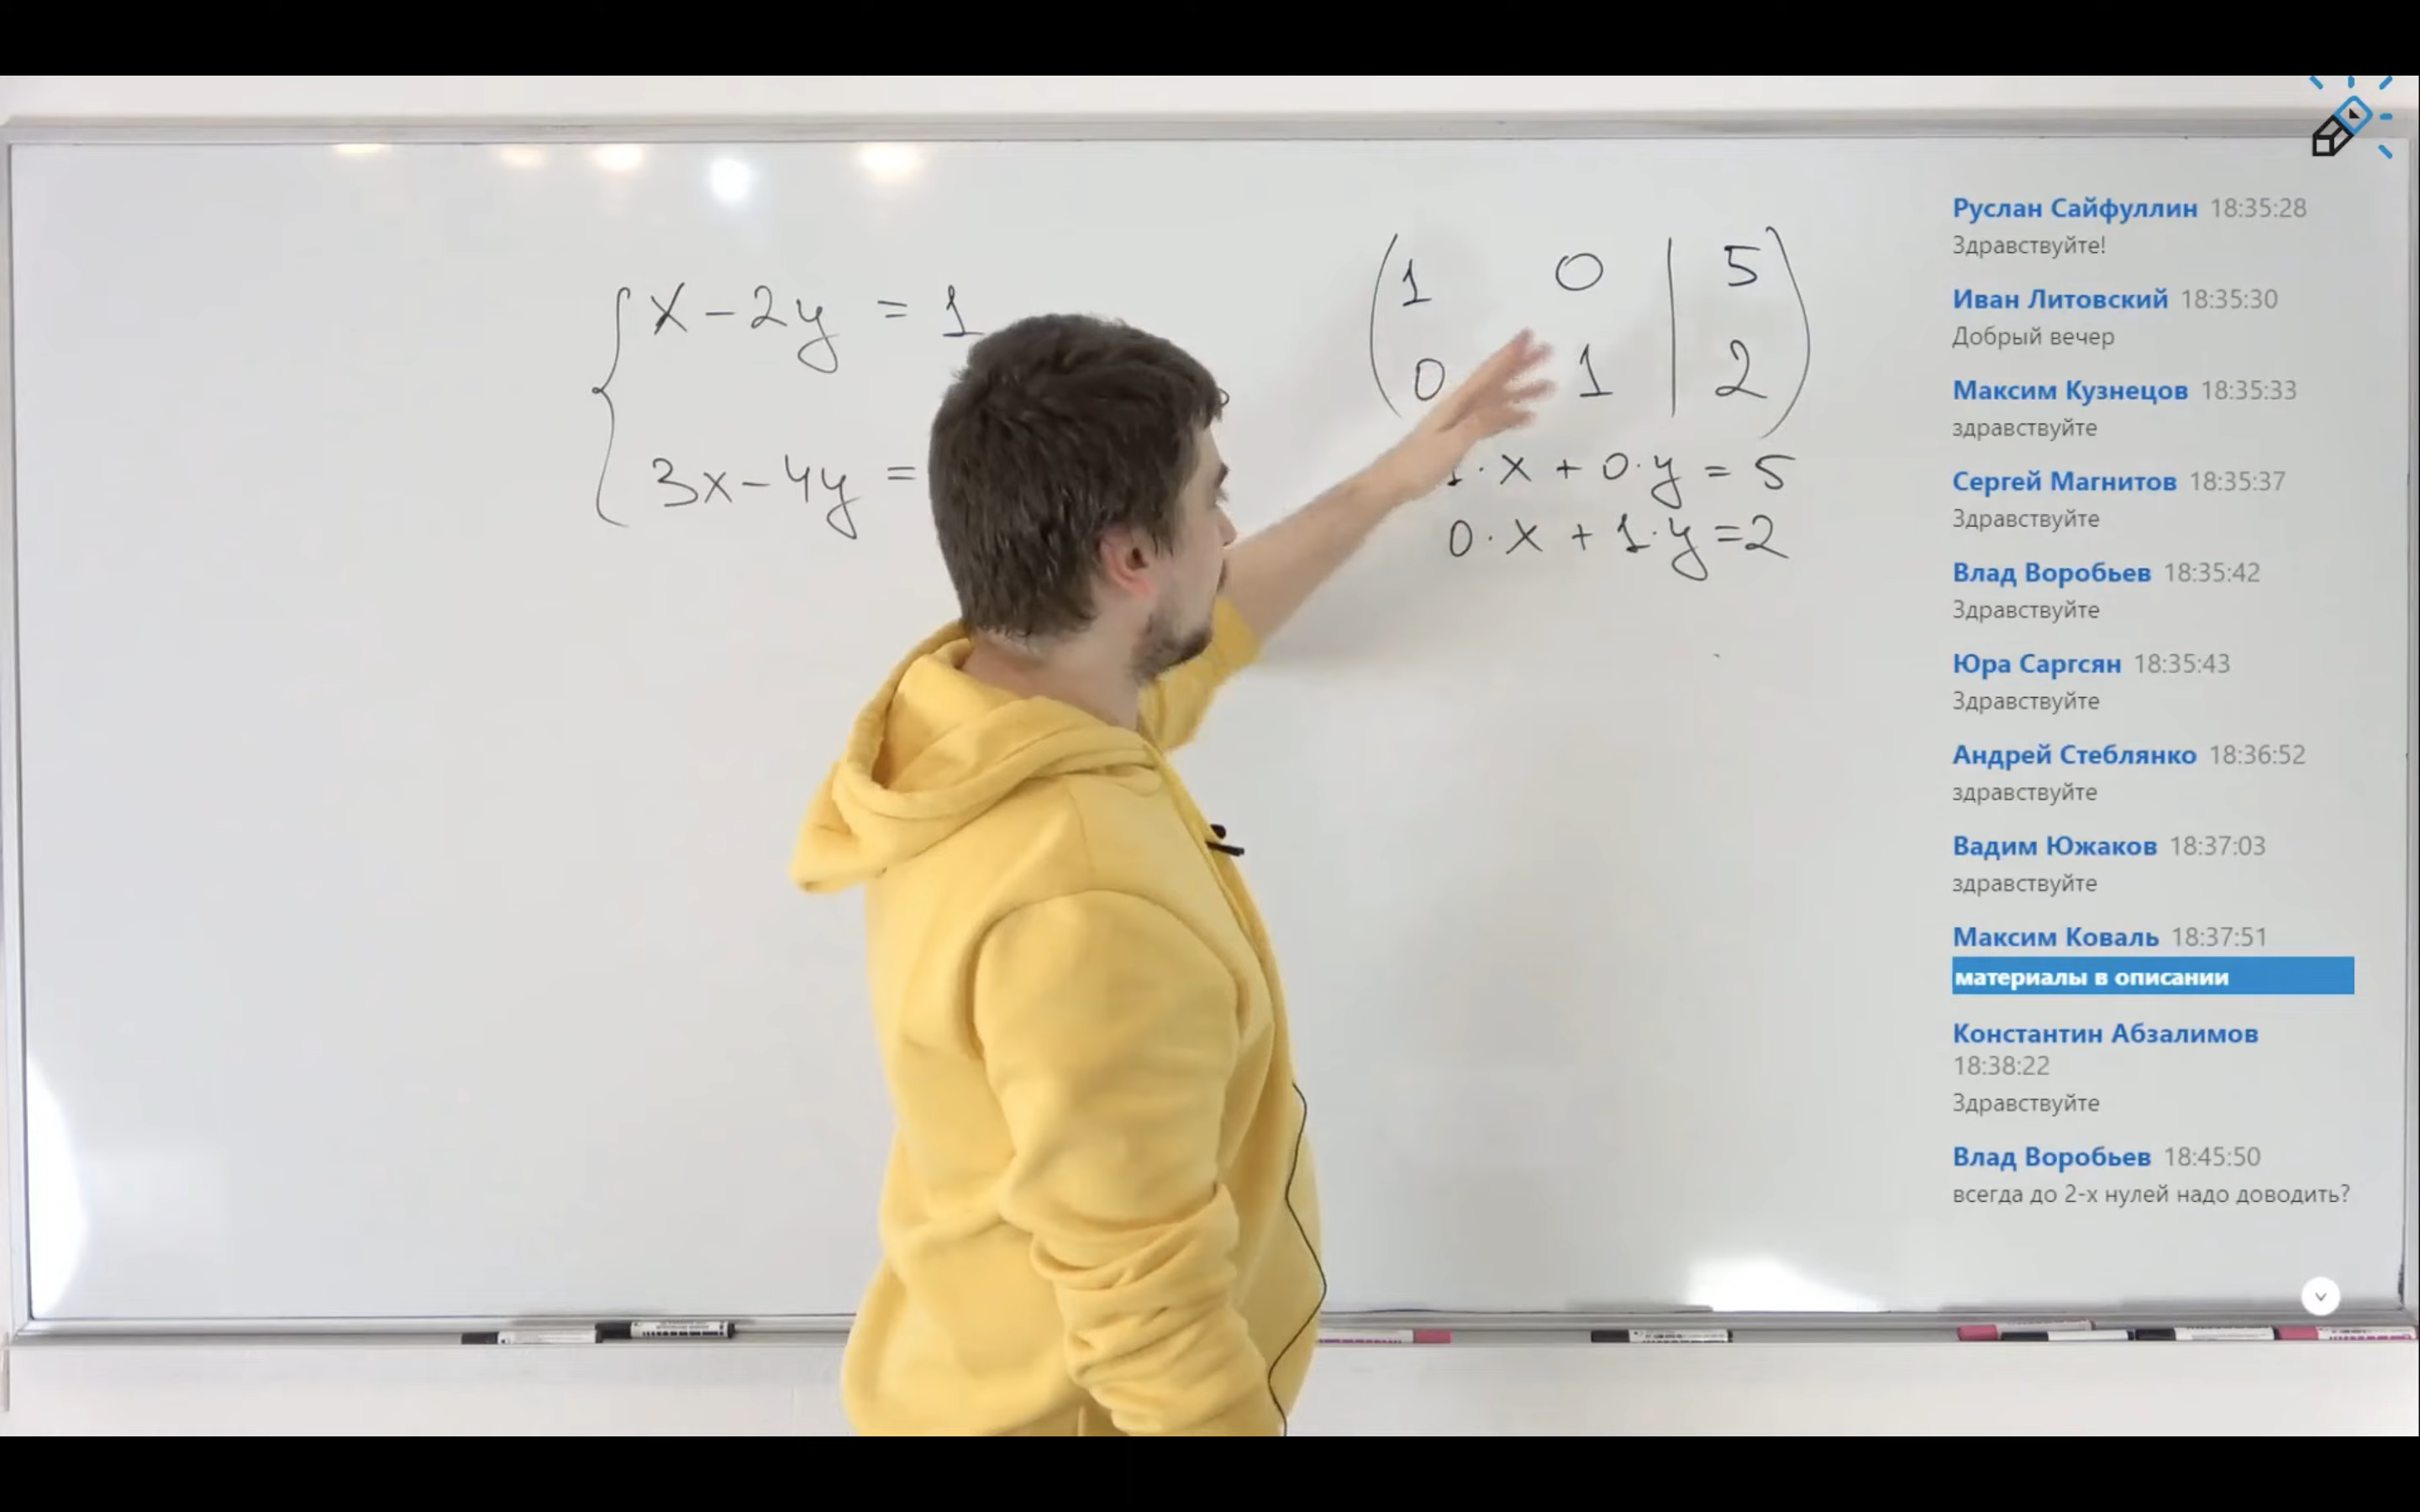 x - 2y = 1
3x - 4y =
1 0 | 5
0 1 | 2
· x + 0 · y = 5
0 · x + 1 · y = 2
Руслан Сайфуллин 18:35:28
Здравствуйте!
Иван Литовский 18:35:30
Добрый вечер
Максим Кузнецов 18:35:33
здравствуйте
Сергей Магнитов 18:35:37
Здравствуйте
Влад Воробьев 18:35:42
Здравствуйте
Юра Саргсян 18:35:43
Здравствуйте
Андрей Стеблянко 18:36:52
здравствуйте
Вадим Южаков 18:37:03
здравствуйте
Максим Коваль 18:37:51
материалы в описании
Константин Абзалимов
18:38:22
Здравствуйте
Влад Воробьев 18:45:50
всегда до 2-х нулей надо доводить?